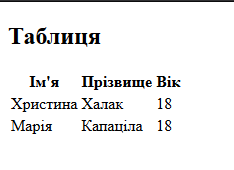 Таблиця
Ім'я Прізвище Вік
Христина Халак 18
Марія Капаціла 18